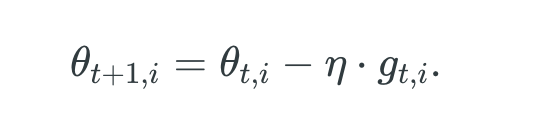 θ_{t+1,i} = θ_{t,i} − η · g_{t,i}.